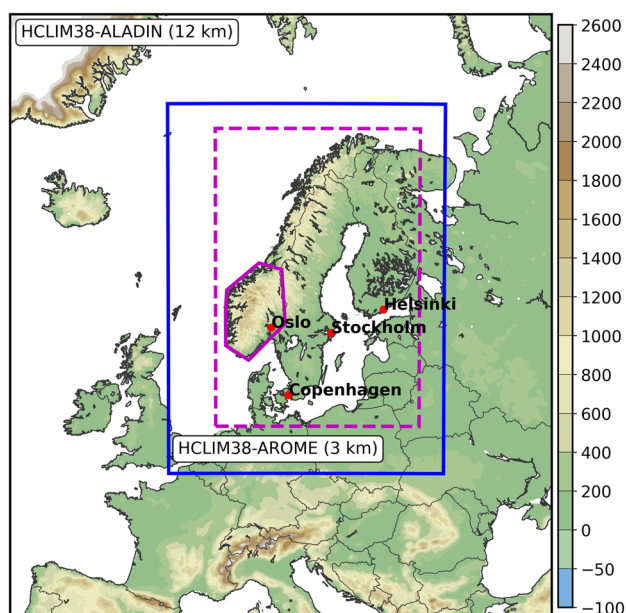 HCLIM38-ALADIN (12 km)
Helsinki
Oslo
Stockholm
Copenhagen
HCLIM38-AROME (3 km)
2600
2400
2200
2000
1800
1600
1400
1200
1000
800
600
400
200
0
−50
−100